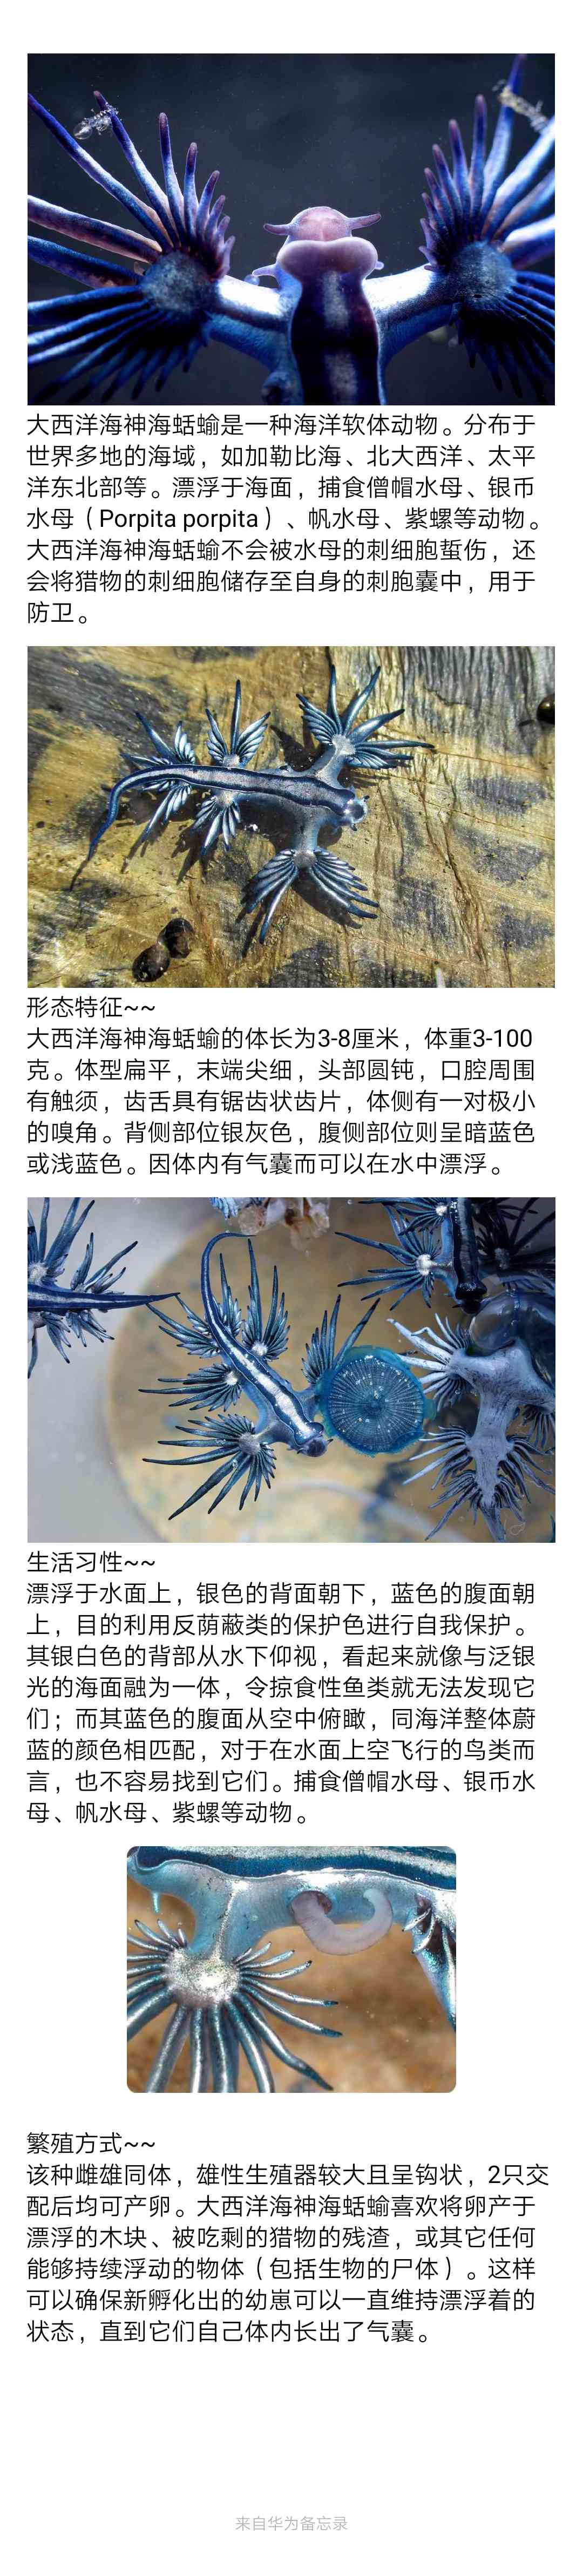 大西洋海神海蛞蝓是一种海洋软体动物。分布于
世界多地的海域，如加勒比海、北大西洋、太平
洋东北部等。漂浮于海面，捕食僧帽水母、银币
水母（Porpita porpita）、帆水母、紫螺等动物。
大西洋海神海蛞蝓不会被水母的刺细胞蜇伤，还
会将猎物的刺细胞储存至自身的刺胞囊中，用于
防卫。
形态特征~~
大西洋海神海蛞蝓的体长为3-8厘米，体重3-100
克。体型扁平，末端尖细，头部圆钝，口腔周围
有触须，齿舌具有锯齿状齿片，体侧有一对极小
的嗅角。背侧部位银灰色，腹侧部位则呈暗蓝色
或浅蓝色。因体内有气囊而可以在水中漂浮。
生活习性~~
漂浮于水面上，银色的背面朝下，蓝色的腹面朝
上，目的利用反荫蔽类的保护色进行自我保护。
其银白色的背部从水下仰视，看起来就像与泛银
光的海面融为一体，令掠食性鱼类就无法发现它
们；而其蓝色的腹面从空中俯瞰，同海洋整体蔚
蓝的颜色相匹配，对于在水面上空飞行的鸟类而
言，也不容易找到它们。捕食僧帽水母、银币水
母、帆水母、紫螺等动物。
繁殖方式~~
该种雌雄同体，雄性生殖器较大且呈钩状，2只交
配后均可产卵。大西洋海神海蛞蝓喜欢将卵产于
漂浮的木块、被吃剩的猎物的残渣，或其它任何
能够持续浮动的物体（包括生物的尸体）。这样
可以确保新孵化出的幼崽可以一直维持漂浮着的
状态，直到它们自己体内长出了气囊。
来自华为备忘录